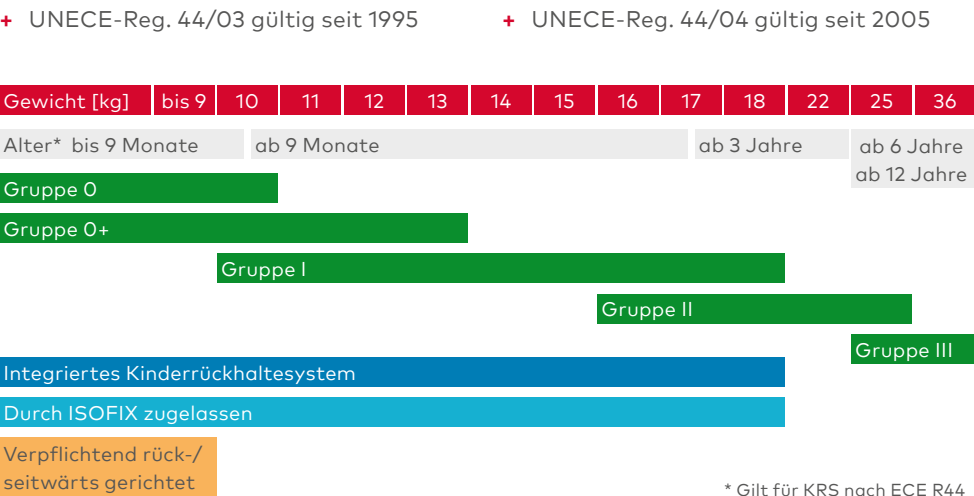 + UNECE-Reg. 44/03 gültig seit 1995 + UNECE-Reg. 44/04 gültig seit 2005
Gewicht [kg] bis 9 10 11 12 13 14 15 16 17 18 22 25 36
Alter* bis 9 Monate ab 9 Monate ab 3 Jahre ab 6 Jahre
ab 12 Jahre
Gruppe 0
Gruppe 0+
Gruppe I
Gruppe II
Gruppe III
Integriertes Kinderrückhaltesystem
Durch ISOFIX zugelassen
Verpflichtend rück-/
seitwärts gerichtet
* Gilt für KRS nach ECE R44